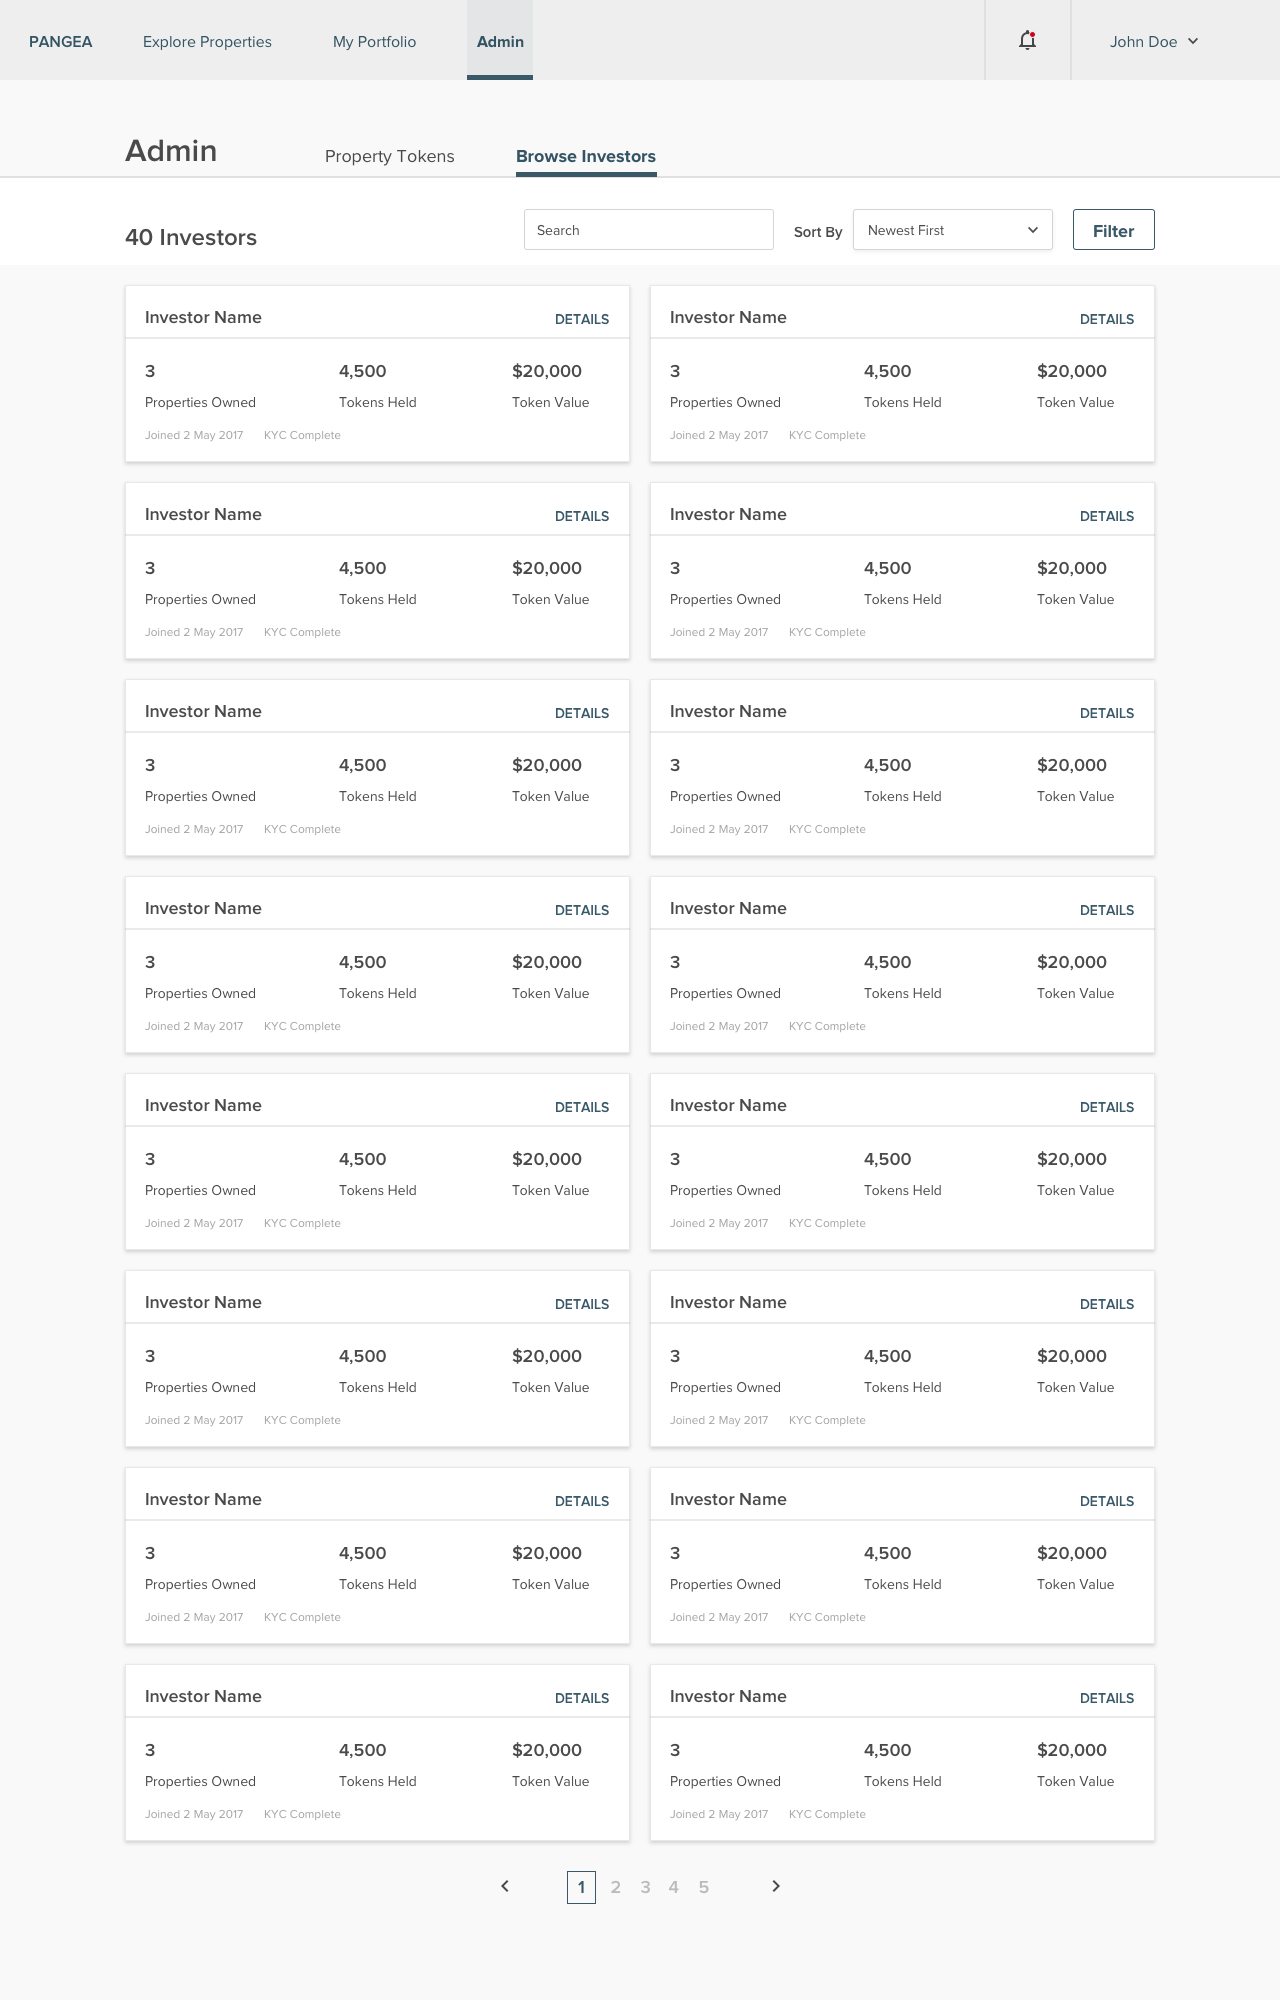 PANGEA Explore Properties My Portfolio Admin John Doe
Admin Property Tokens Browse Investors
40 Investors Search Sort By Newest First Filter
Investor Name DETAILS Investor Name DETAILS
3 4,500 $20,000 3 4,500 $20,000
Properties Owned Tokens Held Token Value Properties Owned Tokens Held Token Value
Joined 2 May 2017 KYC Complete Joined 2 May 2017 KYC Complete
Investor Name DETAILS Investor Name DETAILS
3 4,500 $20,000 3 4,500 $20,000
Properties Owned Tokens Held Token Value Properties Owned Tokens Held Token Value
Joined 2 May 2017 KYC Complete Joined 2 May 2017 KYC Complete
Investor Name DETAILS Investor Name DETAILS
3 4,500 $20,000 3 4,500 $20,000
Properties Owned Tokens Held Token Value Properties Owned Tokens Held Token Value
Joined 2 May 2017 KYC Complete Joined 2 May 2017 KYC Complete
Investor Name DETAILS Investor Name DETAILS
3 4,500 $20,000 3 4,500 $20,000
Properties Owned Tokens Held Token Value Properties Owned Tokens Held Token Value
Joined 2 May 2017 KYC Complete Joined 2 May 2017 KYC Complete
Investor Name DETAILS Investor Name DETAILS
3 4,500 $20,000 3 4,500 $20,000
Properties Owned Tokens Held Token Value Properties Owned Tokens Held Token Value
Joined 2 May 2017 KYC Complete Joined 2 May 2017 KYC Complete
Investor Name DETAILS Investor Name DETAILS
3 4,500 $20,000 3 4,500 $20,000
Properties Owned Tokens Held Token Value Properties Owned Tokens Held Token Value
Joined 2 May 2017 KYC Complete Joined 2 May 2017 KYC Complete
Investor Name DETAILS Investor Name DETAILS
3 4,500 $20,000 3 4,500 $20,000
Properties Owned Tokens Held Token Value Properties Owned Tokens Held Token Value
Joined 2 May 2017 KYC Complete Joined 2 May 2017 KYC Complete
Investor Name DETAILS Investor Name DETAILS
3 4,500 $20,000 3 4,500 $20,000
Properties Owned Tokens Held Token Value Properties Owned Tokens Held Token Value
Joined 2 May 2017 KYC Complete Joined 2 May 2017 KYC Complete
1 2 3 4 5